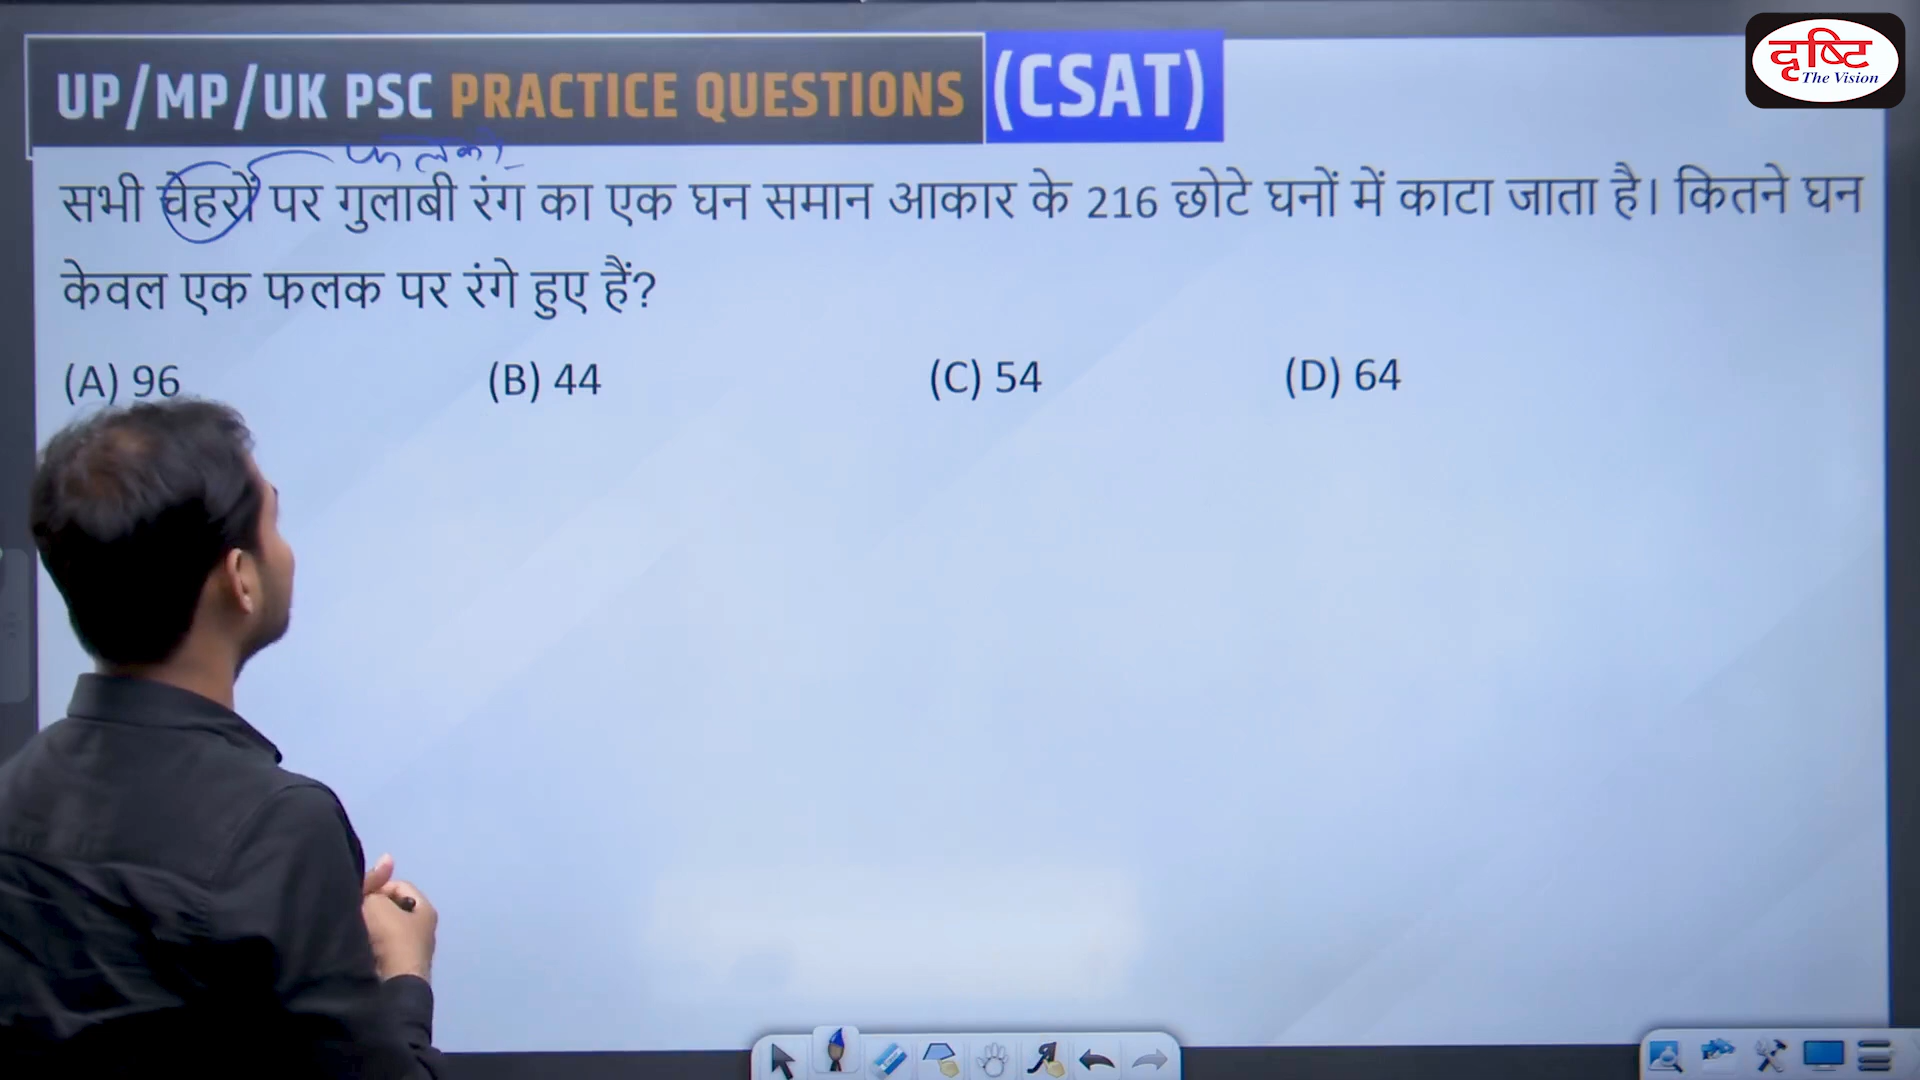 UP/MP/UK PSC PRACTICE QUESTIONS (CSAT)
दृष्टि
The Vision
फलकों
सभी चेहरों पर गुलाबी रंग का एक घन समान आकार के 216 छोटे घनों में काटा जाता है। कितने घन
केवल एक फलक पर रंगे हुए हैं?
(A) 96 (B) 44 (C) 54 (D) 64